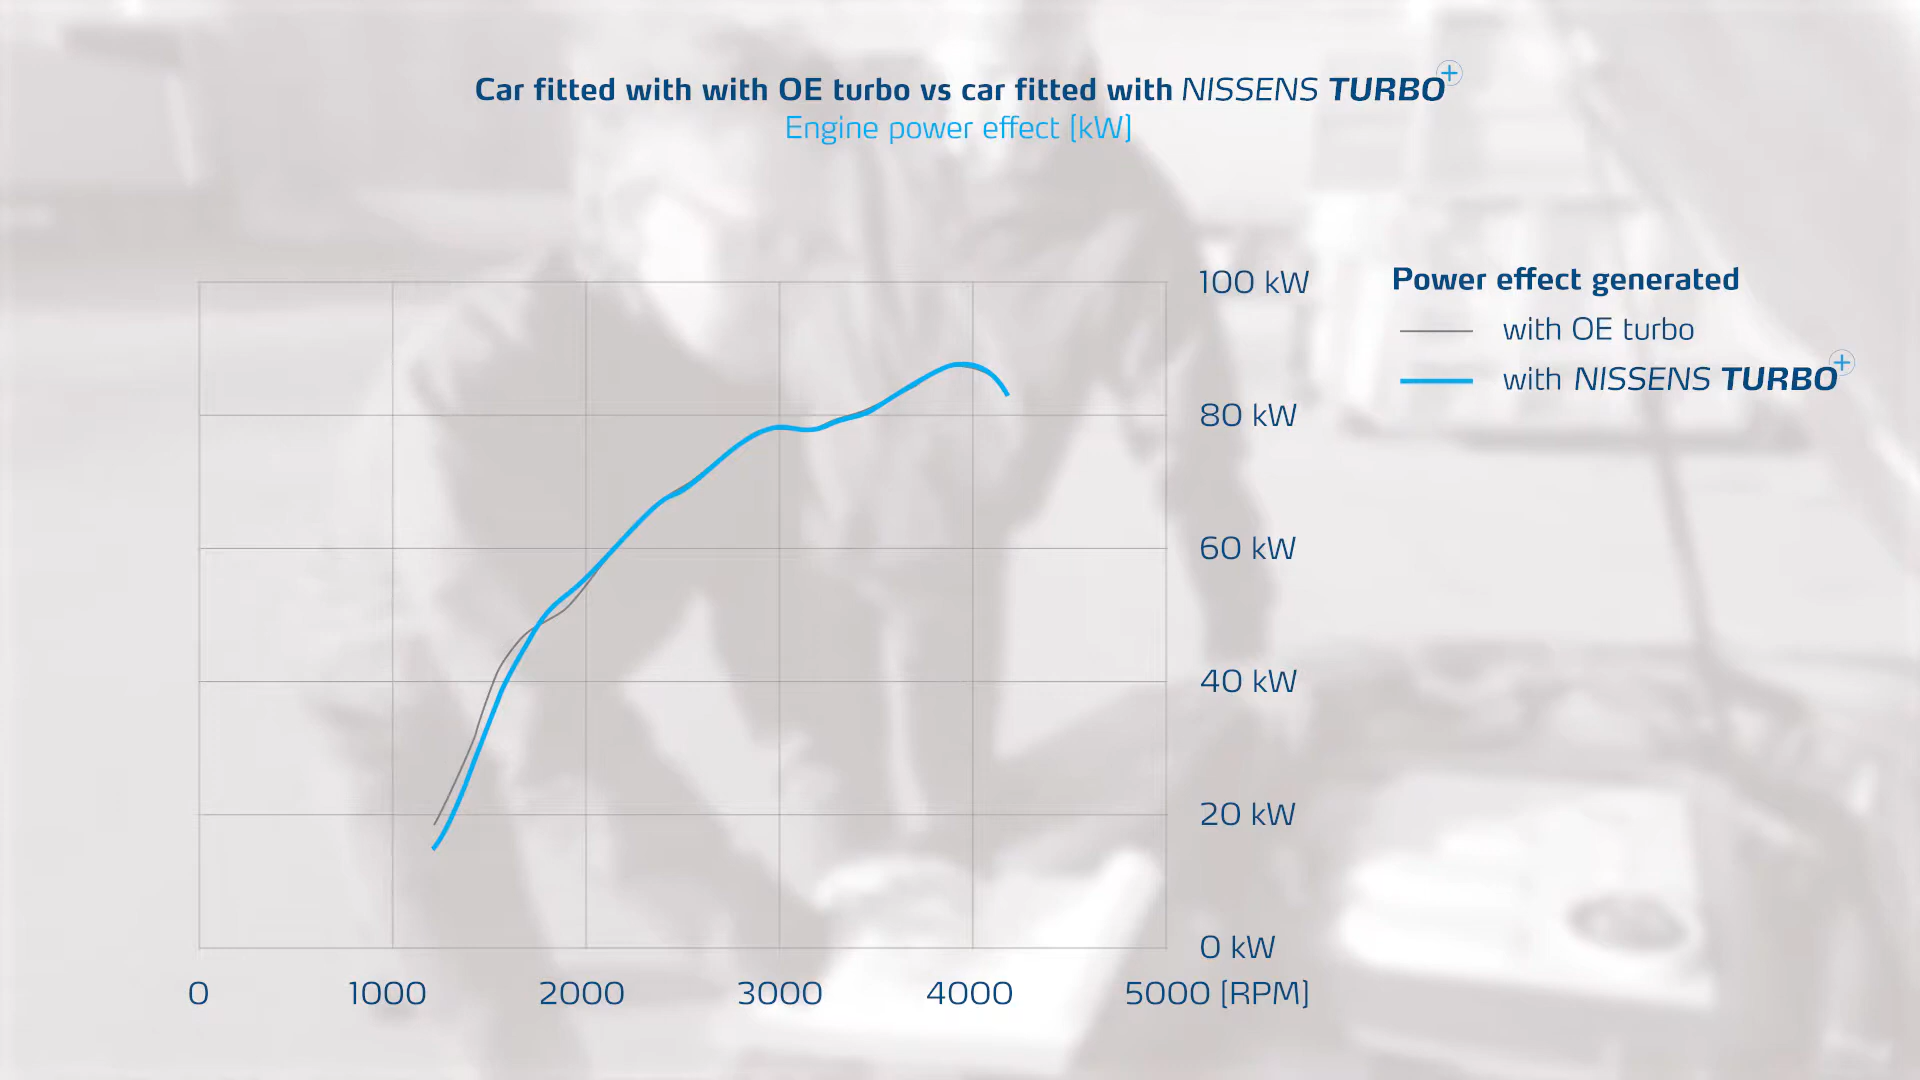 Car fitted with with OE turbo vs car fitted with NISSENS TURBO+
Engine power effect [kW]
100 kW
80 kW
60 kW
40 kW
20 kW
0 kW
0 1000 2000 3000 4000 5000 [RPM]
Power effect generated
with OE turbo
with NISSENS TURBO+